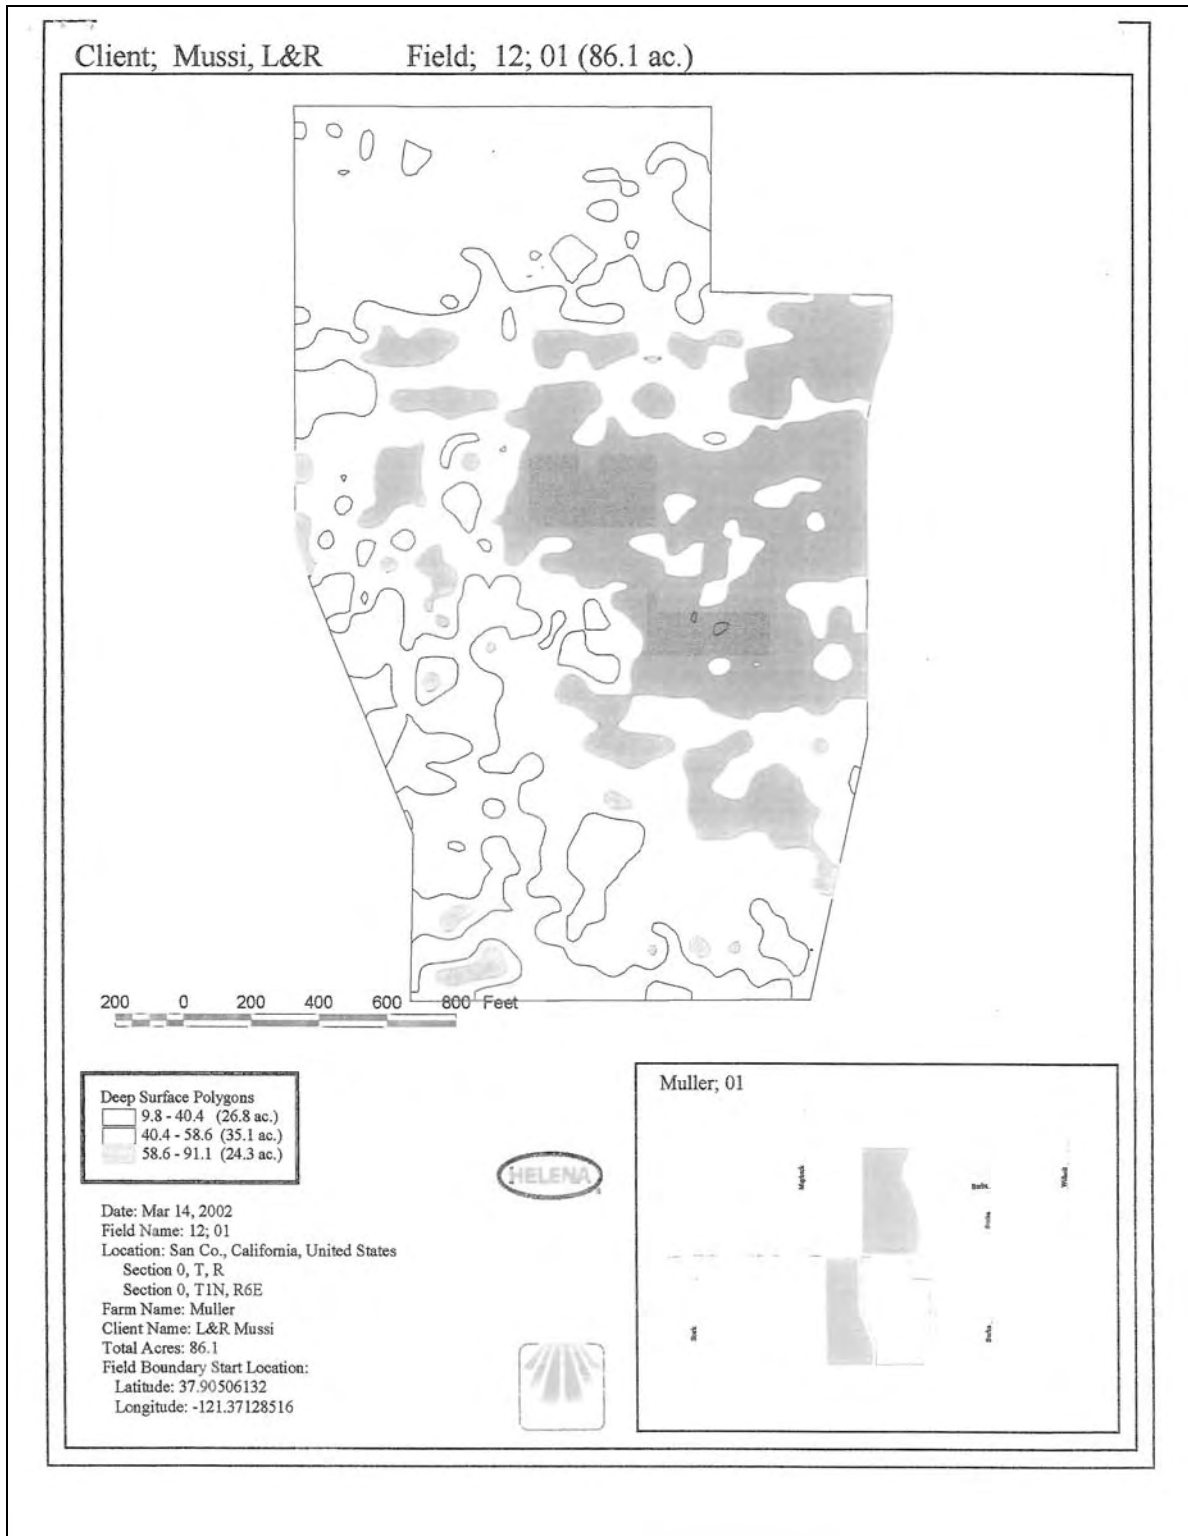 Client; Mussi, L&R Field; 12; 01 (86.1 ac.)
200 0 200 400 600 800 Feet
Deep Surface Polygons
9.8 - 40.4 (26.8 ac.)
40.4 - 58.6 (35.1 ac.)
58.6 - 91.1 (24.3 ac.)
HELENA
Date: Mar 14, 2002
Field Name: 12; 01
Location: San Co., California, United States
Section 0, T, R
Section 0, T1N, R6E
Farm Name: Muller
Client Name: L&R Mussi
Total Acres: 86.1
Field Boundary Start Location:
Latitude: 37.90506132
Longitude: -121.37128516
Muller; 01